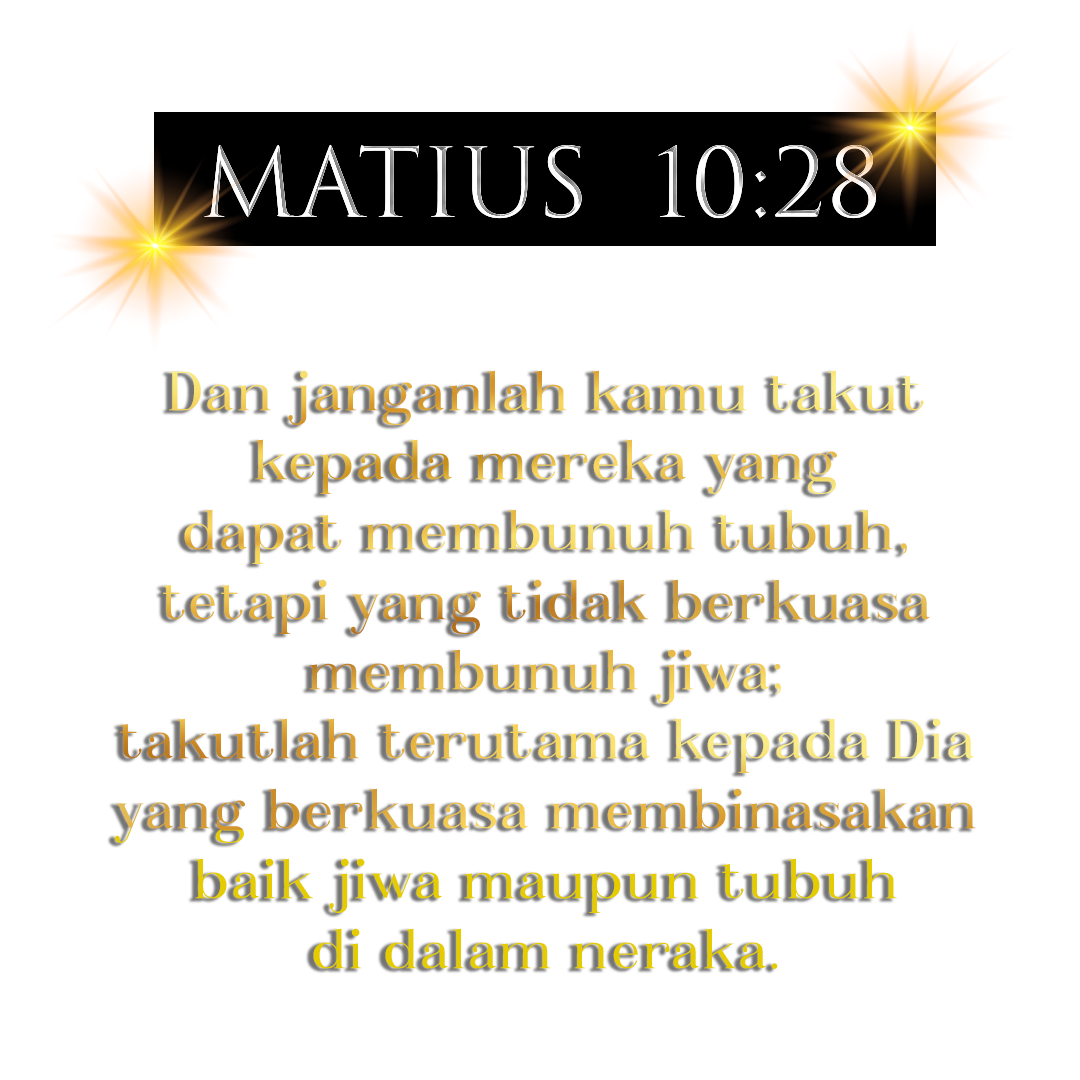 MATIUS 10:28
Dan janganlah kamu takut
kepada mereka yang
dapat membunuh tubuh,
tetapi yang tidak berkuasa
membunuh jiwa;
takutlah terutama kepada Dia
yang berkuasa membinasakan
baik jiwa maupun tubuh
di dalam neraka.